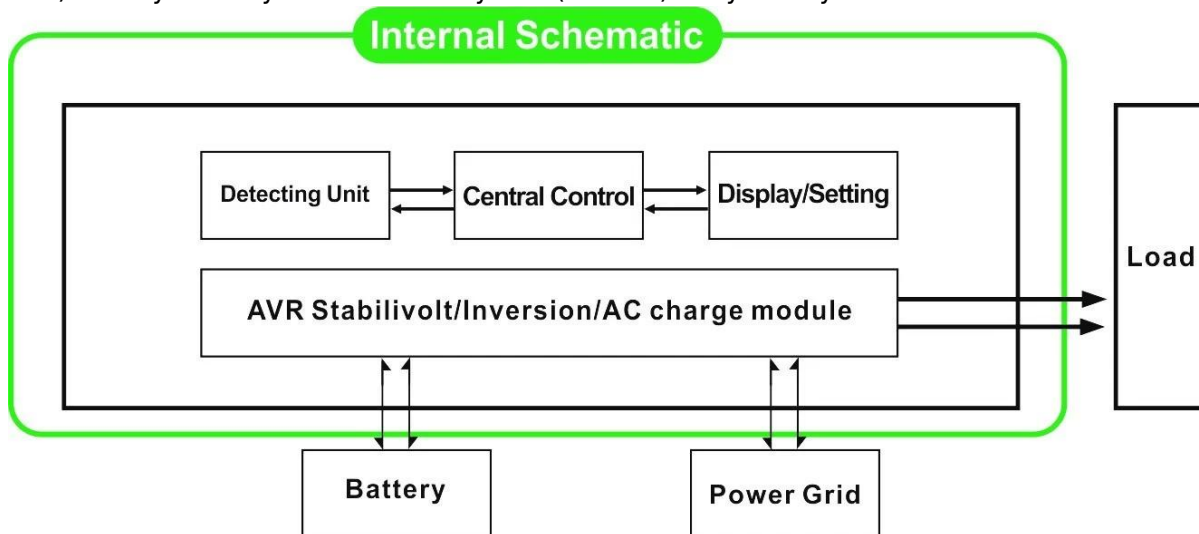 Internal Schematic
Detecting Unit
Central Control
Display/Setting
Load
AVR Stabilivolt/Inversion/AC charge module
Battery
Power Grid